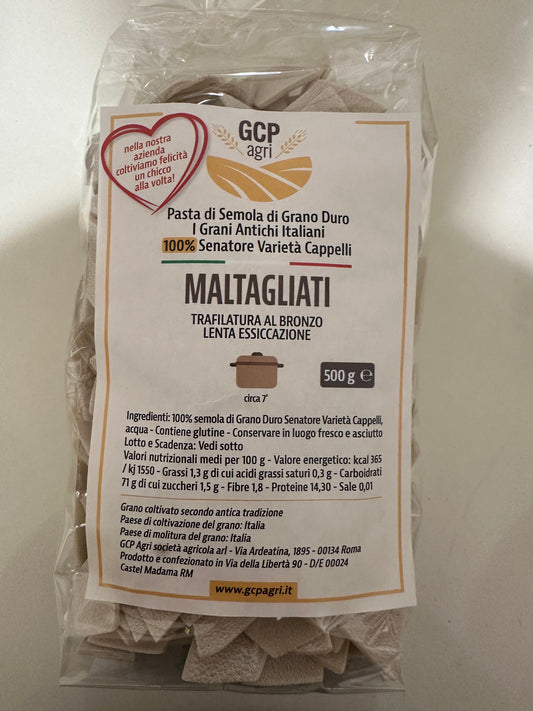 nella nostra
azienda
coltiviamo felicità
un chicco
alla volta!
GCP
agri
Pasta di Semola di Grano Duro
I Grani Antichi Italiani
100% Senatore Varietà Cappelli
MALTAGLIATI
TRAFILATURA AL BRONZO
LENTA ESSICCAZIONE
circa 7'
500 g ℮
Ingredienti: 100% semola di Grano Duro Senatore Varietà Cappelli,
acqua - Contiene glutine - Conservare in luogo fresco e asciutto
Lotto e Scadenza: Vedi sotto
Valori nutrizionali medi per 100 g - Valore energetico: kcal 365
/ kj 1550 - Grassi 1,3 g di cui acidi grassi saturi 0,3 g - Carboidrati
71 g di cui zuccheri 1,5 g - Fibre 1,8 - Proteine 14,30 - Sale 0,01
Grano coltivato secondo antica tradizione
Paese di coltivazione del grano: Italia
Paese di molitura del grano: Italia
GCP Agri società agricola arl - Via Ardeatina, 1895 - 00134 Roma
Prodotto e confezionato in Via della Libertà 90 - D/E 00024
Castel Madama RM
www.gcpagri.it